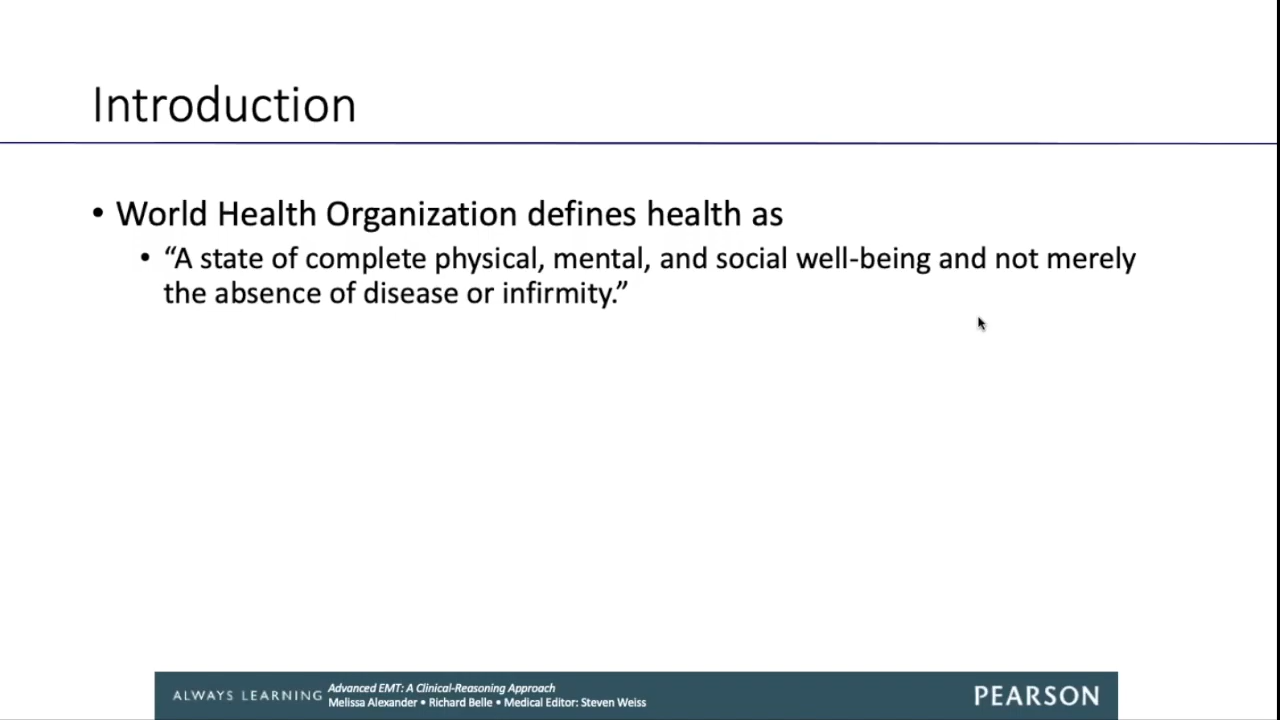 Introduction
• World Health Organization defines health as
• “A state of complete physical, mental, and social well-being and not merely
the absence of disease or infirmity.”
ALWAYS LEARNING
Advanced EMT: A Clinical-Reasoning Approach
Melissa Alexander • Richard Belle • Medical Editor: Steven Weiss
PEARSON